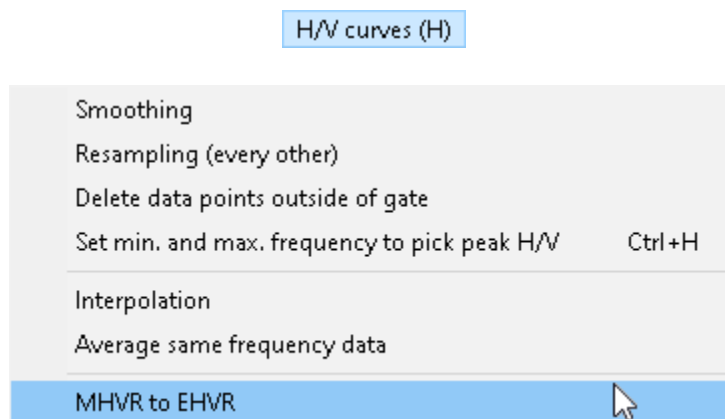 H/V curves (H)
Smoothing
Resampling (every other)
Delete data points outside of gate
Set min. and max. frequency to pick peak H/V Ctrl+H
Interpolation
Average same frequency data
MHVR to EHVR